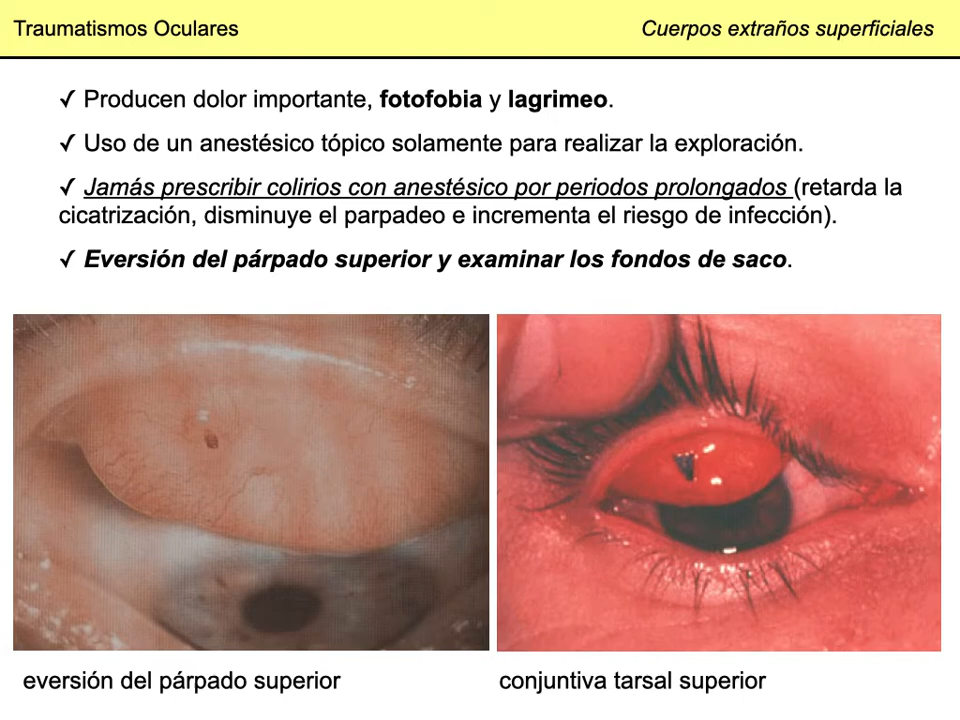 Traumatismos Oculares
Cuerpos extraños superficiales
✓ Producen dolor importante, fotofobia y lagrimeo.
✓ Uso de un anestésico tópico solamente para realizar la exploración.
✓ Jamás prescribir colirios con anestésico por periodos prolongados (retarda la
cicatrización, disminuye el parpadeo e incrementa el riesgo de infección).
✓ Eversión del párpado superior y examinar los fondos de saco.
eversión del párpado superior
conjuntiva tarsal superior